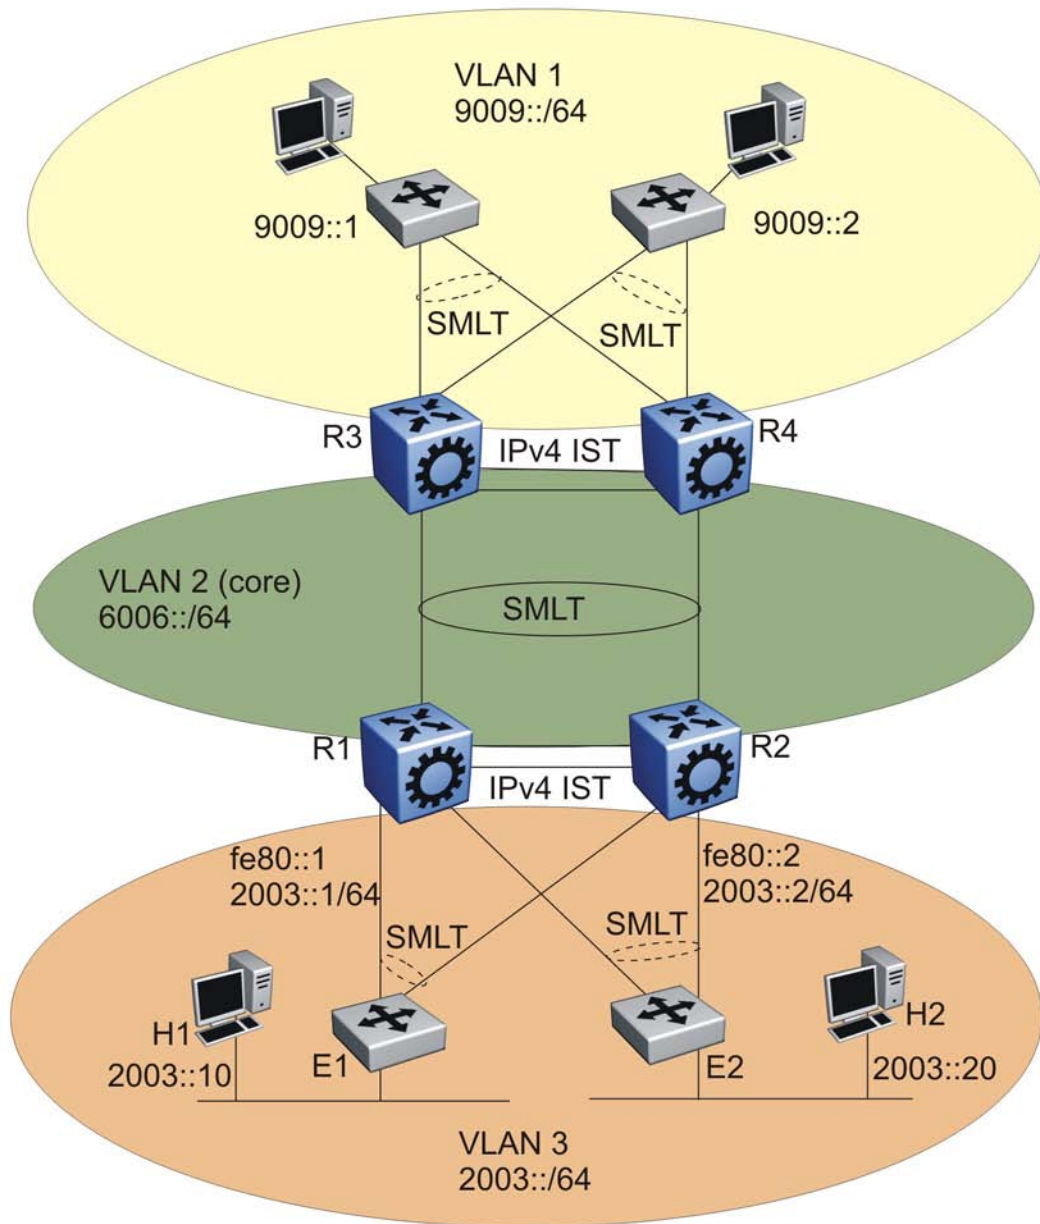 VLAN 1
9009::/64
9009::1
9009::2
SMLT
SMLT
R3
IPv4 IST
R4
VLAN 2 (core)
6006::/64
SMLT
R1
IPv4 IST
R2
fe80::1
2003::1/64
fe80::2
2003::2/64
SMLT
SMLT
H1
2003::10
E1
E2
H2
2003::20
VLAN 3
2003::/64